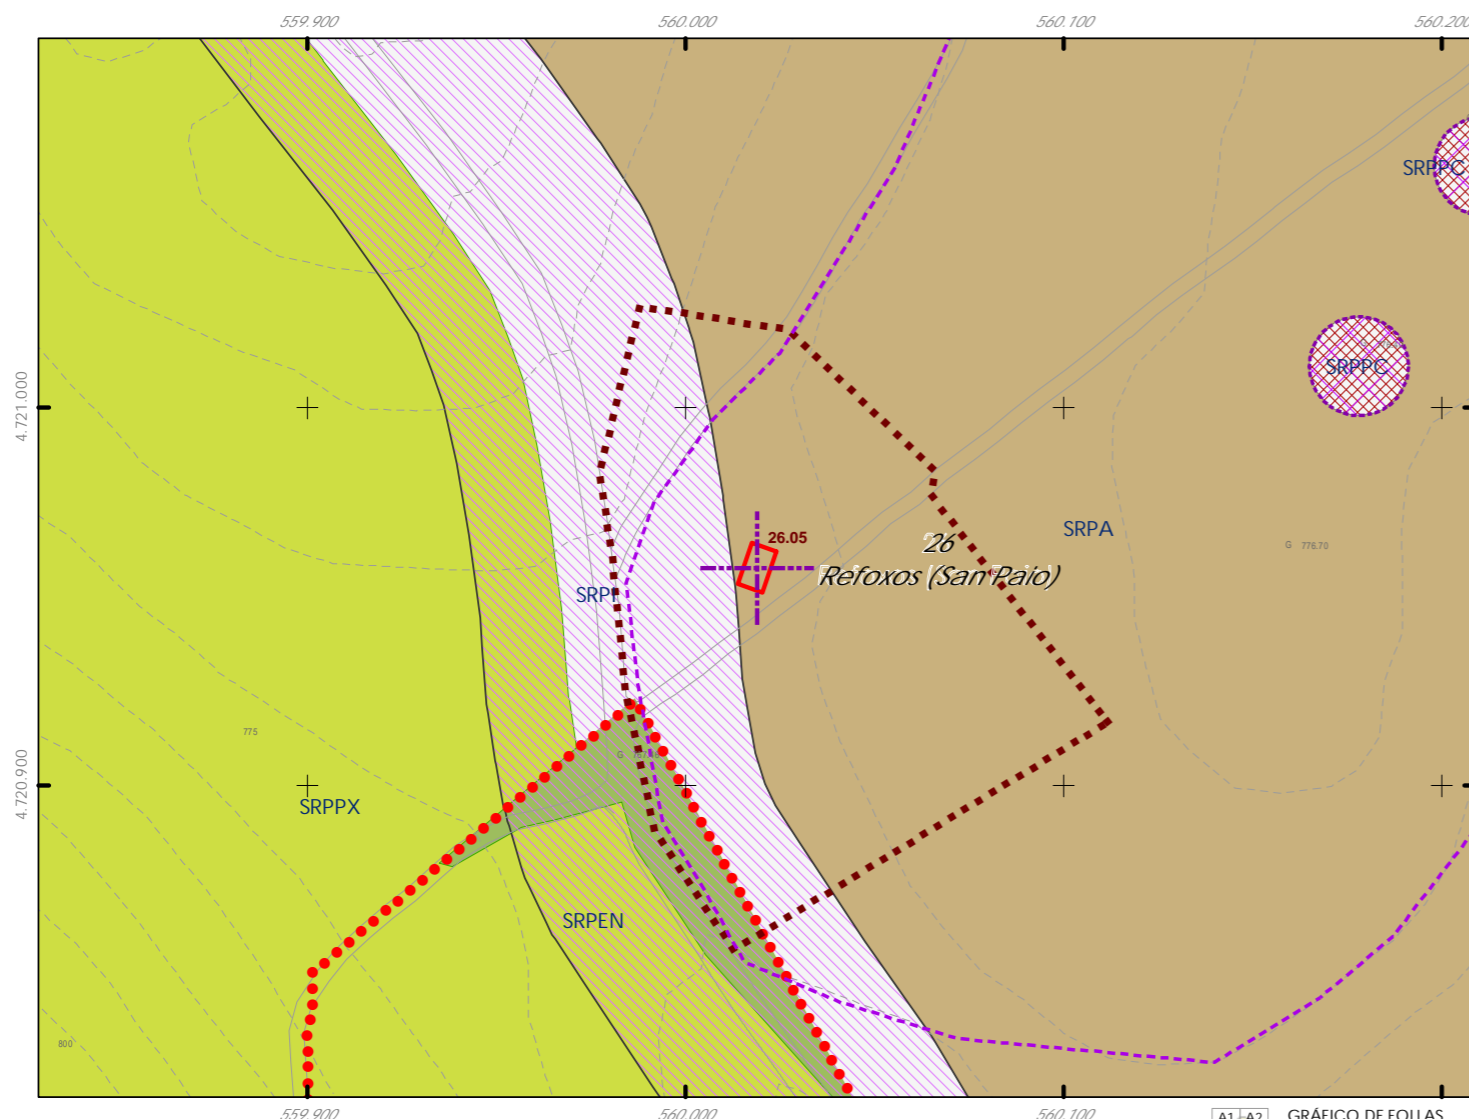 559.900 560.000 560.100 560.200
SRPPC
SRPPC
4.721.000
26.05
SRPA
26
G 776.70
Refoxos (San Paio)
SRPI
775
G
4.720.900
SRPPX
SRPEN
800
559.900 560.000 560.100
A1 A2 GRÁFICO DE FOLLAS